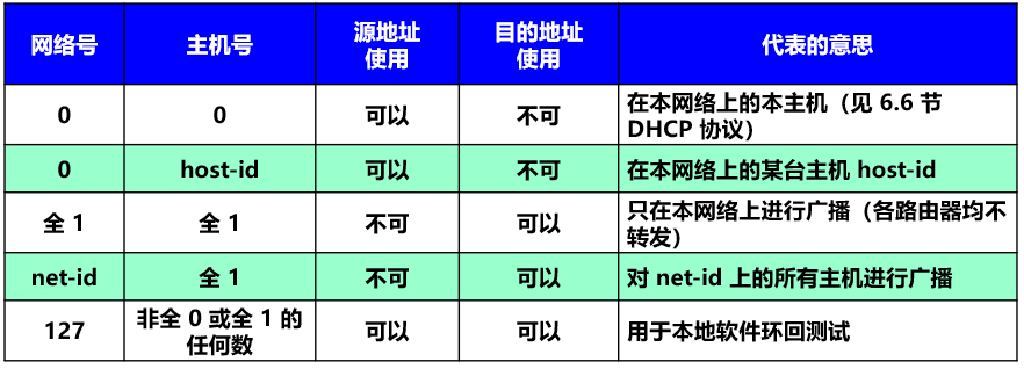 网络号 主机号 源地址使用 目的地址使用 代表的意思
0 0 可以 不可 在本网络上的本主机（见 6.6 节
DHCP 协议）
0 host-id 可以 不可 在本网络上的某台主机 host-id
全 1 全 1 不可 可以 只在本网络上进行广播（各路由器均不
转发）
net-id 全 1 不可 可以 对 net-id 上的所有主机进行广播
127 非全 0 或全 1 的任何数 可以 可以 用于本地软件环回测试